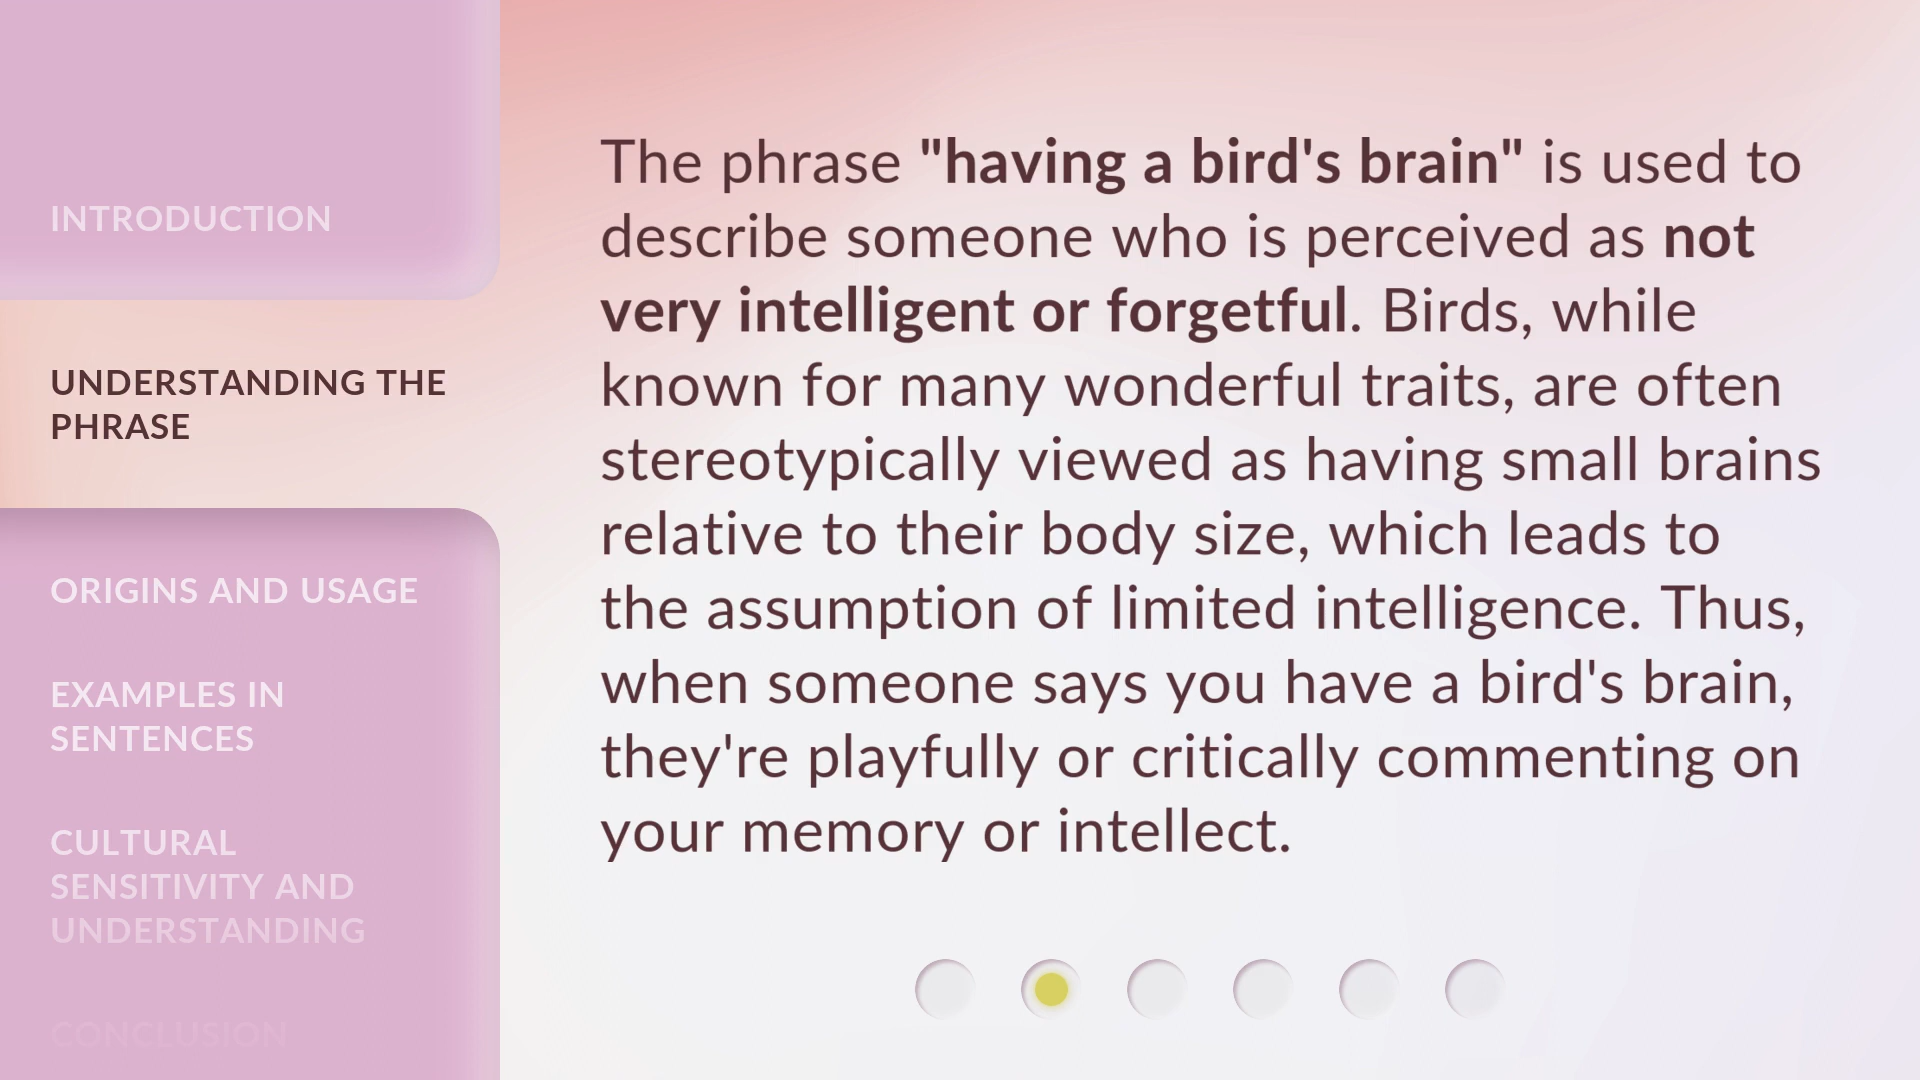 INTRODUCTION
UNDERSTANDING THE
PHRASE
ORIGINS AND USAGE
EXAMPLES IN
SENTENCES
CULTURAL
SENSITIVITY AND
UNDERSTANDING
CONCLUSION
The phrase "having a bird's brain" is used to
describe someone who is perceived as not
very intelligent or forgetful. Birds, while
known for many wonderful traits, are often
stereotypically viewed as having small brains
relative to their body size, which leads to
the assumption of limited intelligence. Thus,
when someone says you have a bird's brain,
they're playfully or critically commenting on
your memory or intellect.